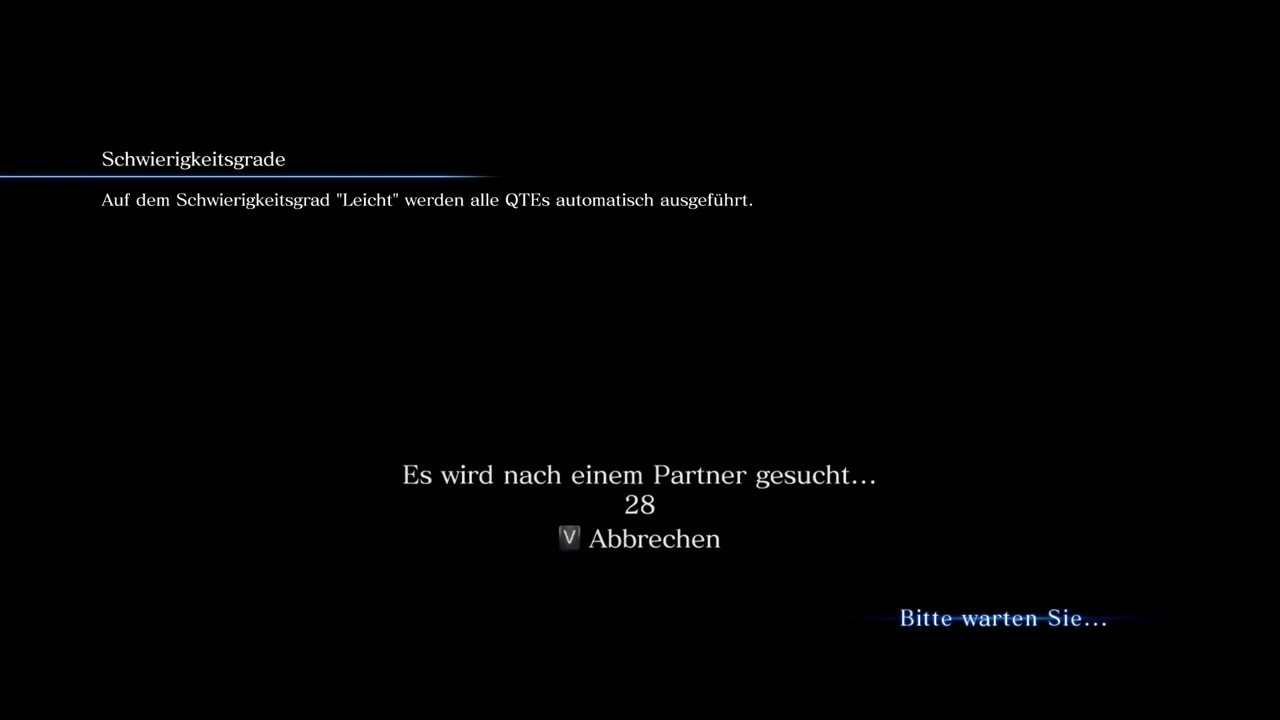 Schwierigkeitsgrade
Auf dem Schwierigkeitsgrad "Leicht" werden alle QTEs automatisch ausgeführt.
Es wird nach einem Partner gesucht...
28
V Abbrechen
Bitte warten Sie...